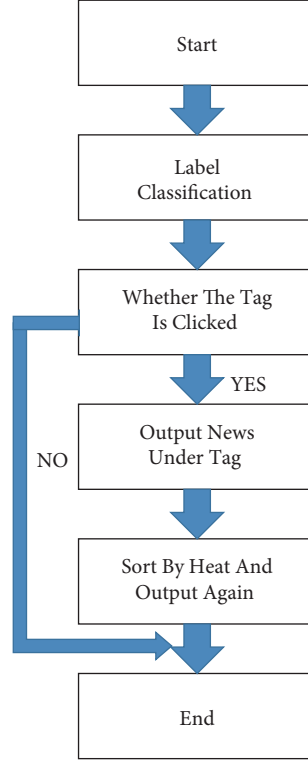 Start
Label
Classification
Whether The Tag
Is Clicked
YES
Output News
Under Tag
NO
Sort By Heat And
Output Again
End